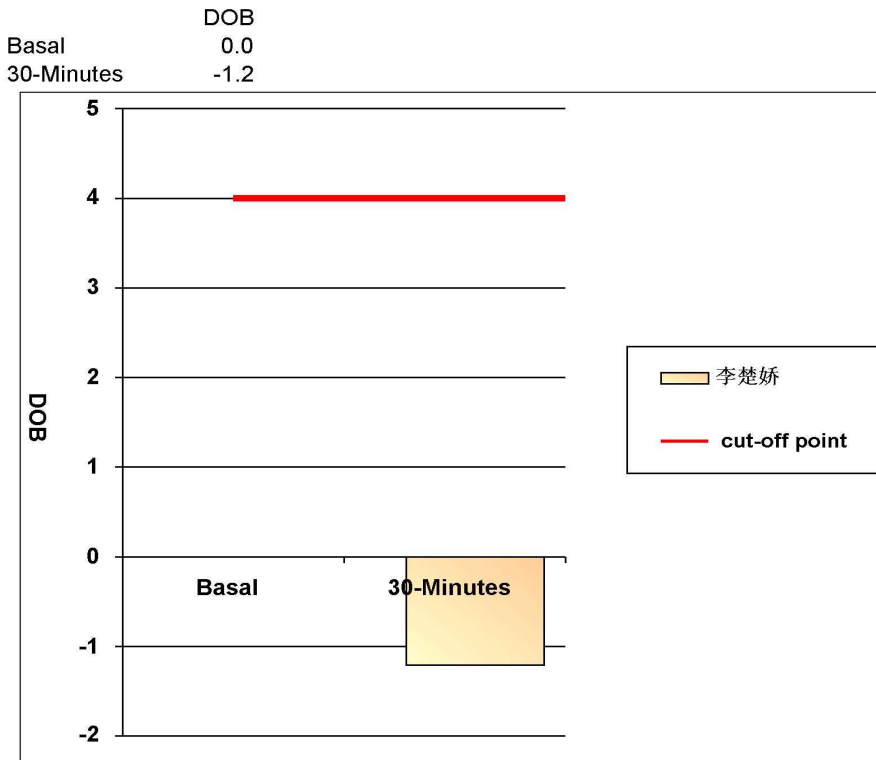 DOB
Basal 0.0
30-Minutes -1.2
5
4
3
2
1
0
-1
-2
DOB
Basal 30-Minutes
李楚娇
cut-off point